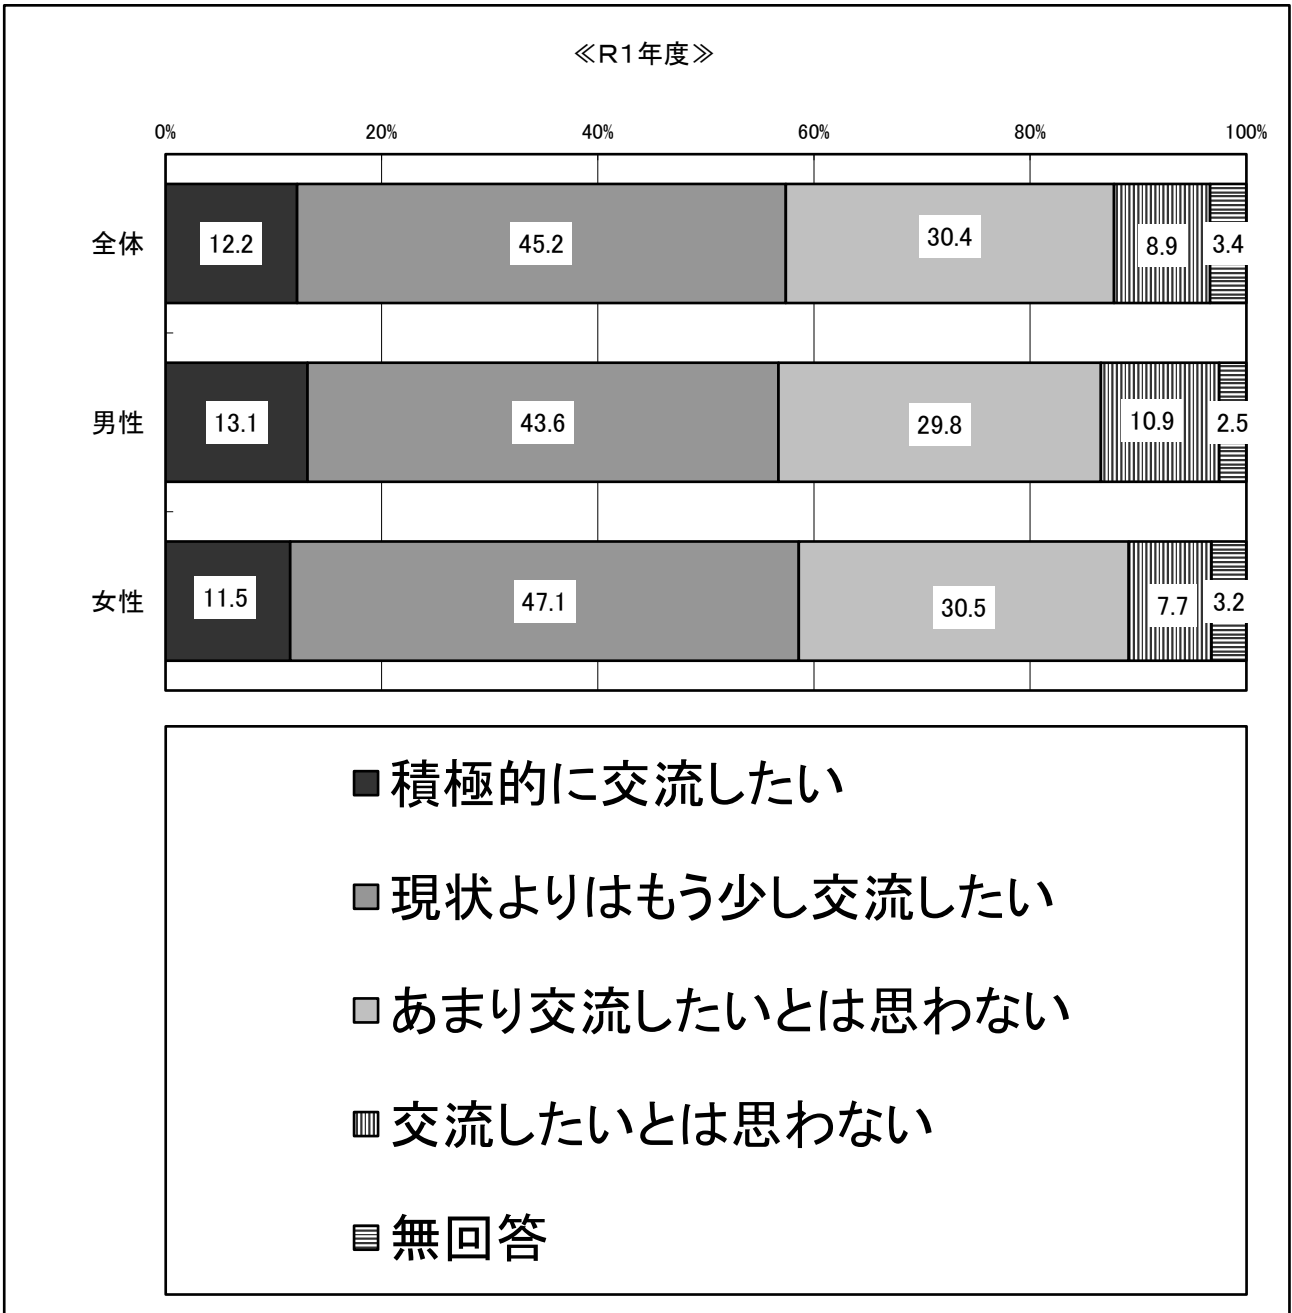 ≪R1年度≫
0% 20% 40% 60% 80% 100%
全体 12.2 45.2 30.4 8.9 3.4
男性 13.1 43.6 29.8 10.9 2.5
女性 11.5 47.1 30.5 7.7 3.2
積極的に交流したい
現状よりはもう少し交流したい
あまり交流したいとは思わない
交流したいとは思わない
無回答